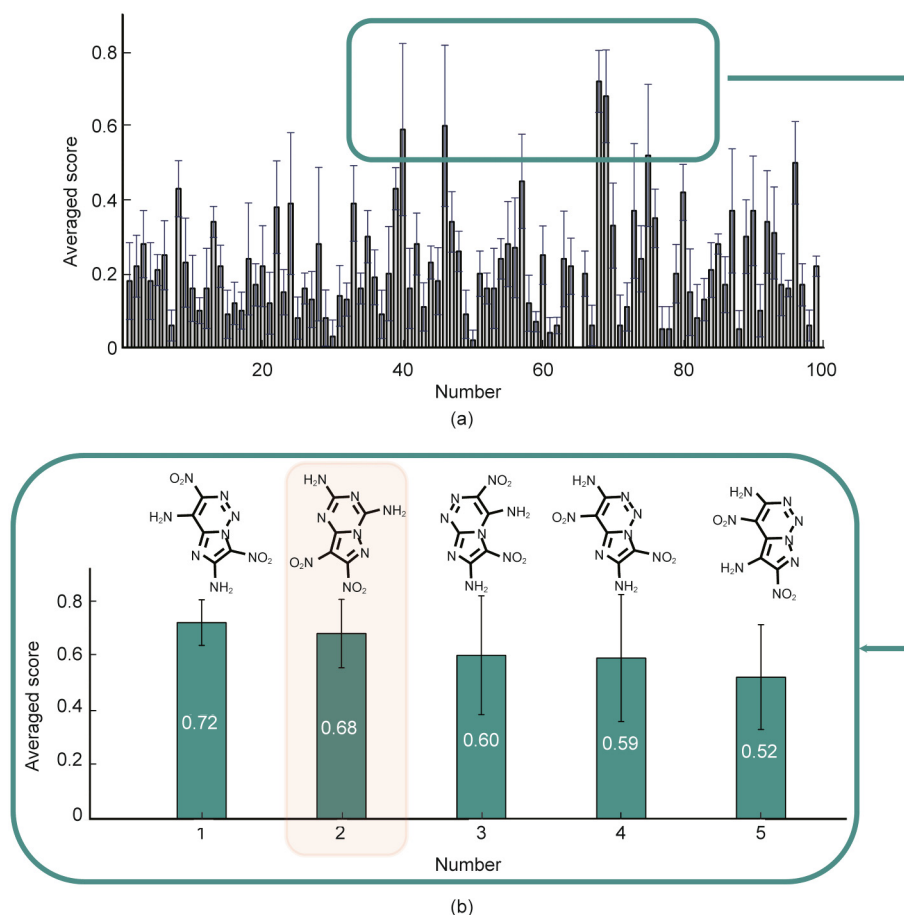 0.8
0.6
0.4
0.2
0
Averaged score
20 40 60 80 100
Number
(a)
O₂N N N N H₂N NO₂ N NH₂
H₂N N NH₂ N N O₂N N NO₂
NO₂ N N NH₂ N N NO₂ NH₂
H₂N N N O₂N N N NO₂ NH₂
H₂N N N O₂N N N H₂N NO₂
0.8
0.6
0.4
0.2
0
Averaged score
0.72 0.68 0.60 0.59 0.52
1 2 3 4 5
Number
(b)